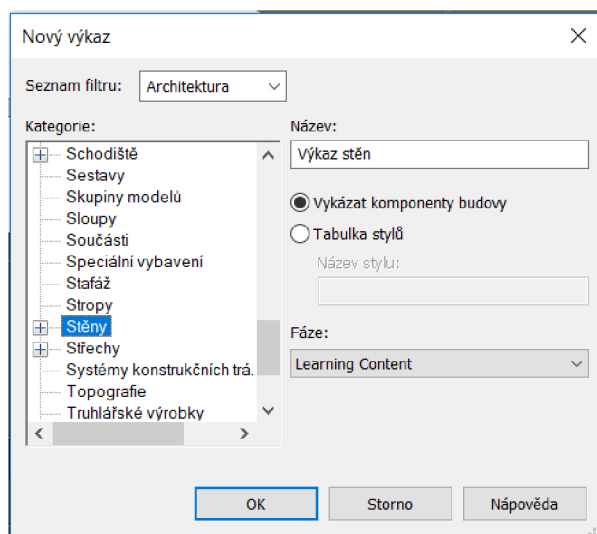 Nový výkaz
Seznam filtru: Architektura
Kategorie:
Schodiště
Sestavy
Skupiny modelů
Sloupy
Součásti
Speciální vybavení
Stafáž
Stropy
Stěny
Střechy
Systémy konstrukčních trá.
Topografie
Truhlářské výrobky
Název:
Výkaz stěn
Vykázat komponenty budovy
Tabulka stylů
Název stylu:
Fáze:
Learning Content
OK Storno Nápověda